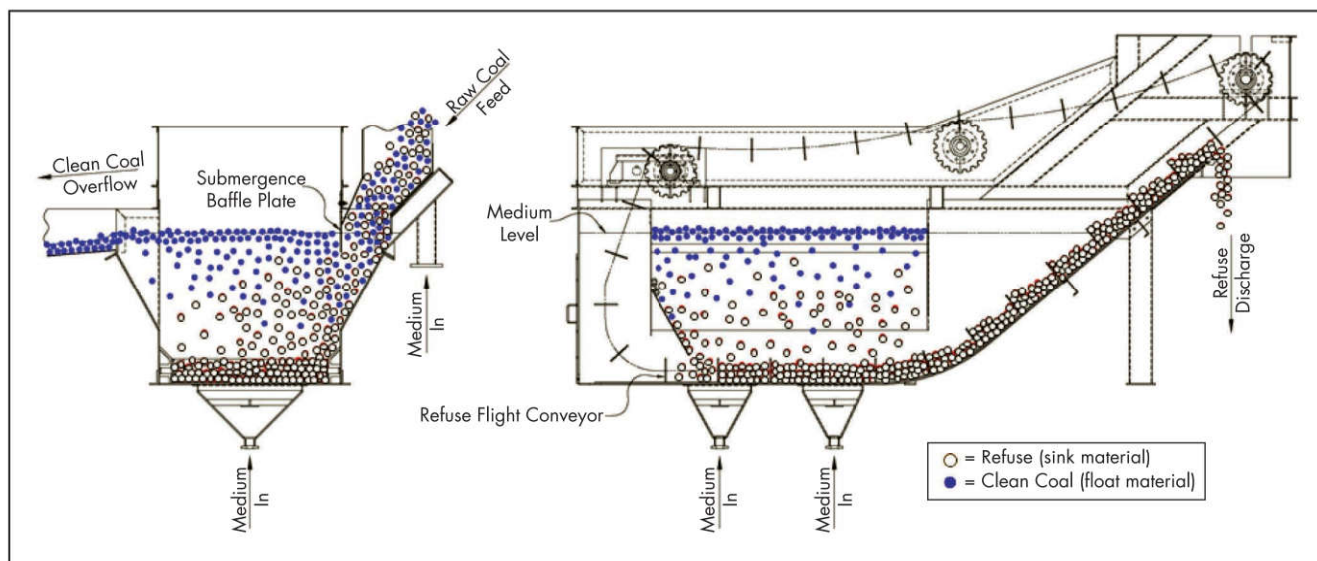 Raw Coal
Feed
Clean Coal
Overflow
Submergence
Baffle Plate
Medium
In
Medium
In
Medium
Level
Refuse Flight Conveyor
Medium
In
Medium
In
Refuse
Discharge
= Refuse (sink material)
= Clean Coal (float material)